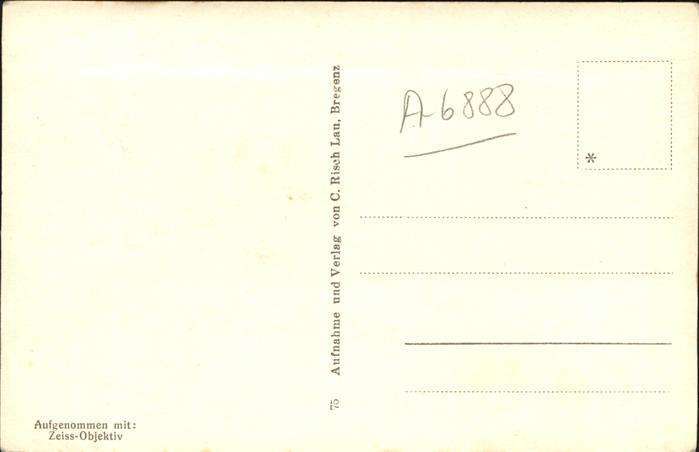 Aufgenommen mit:
Zeiss-Objektiv
75 Aufnahme und Verlag von C. Risch Lau, Bregenz
A-6888
*